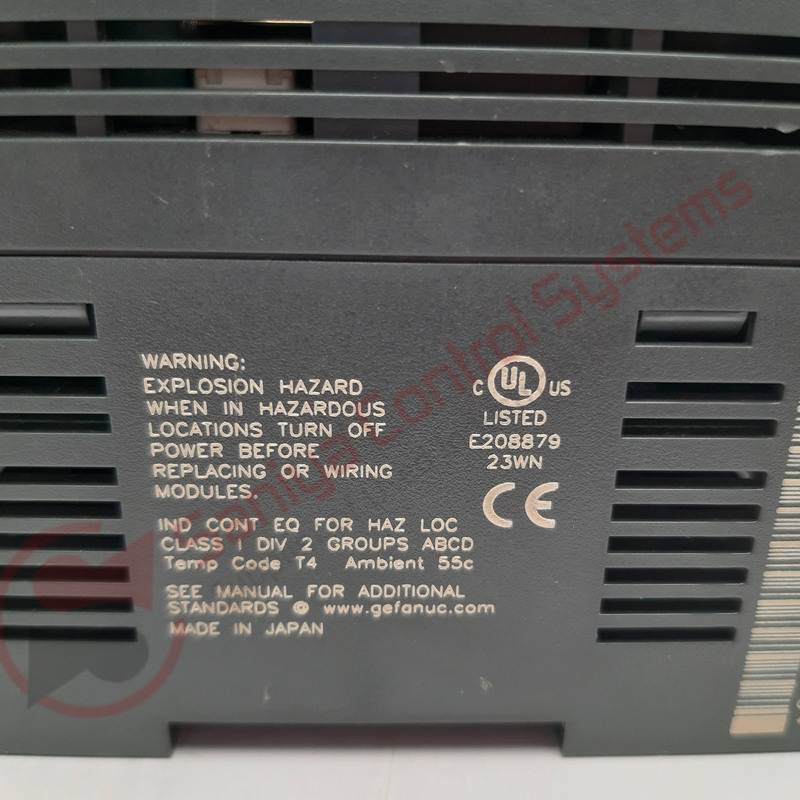 WARNING:
EXPLOSION HAZARD
WHEN IN HAZARDOUS
LOCATIONS TURN OFF
POWER BEFORE
REPLACING OR WIRING
MODULES.
IND CONT EQ FOR HAZ LOC
CLASS I DIV 2 GROUPS ABCD
Temp Code T4 Ambient 55c
SEE MANUAL FOR ADDITIONAL
STANDARDS @ www.gefanuc.com
MADE IN JAPAN
C UL US
LISTED
E208879
23WN
CE
Saniya Control Systems